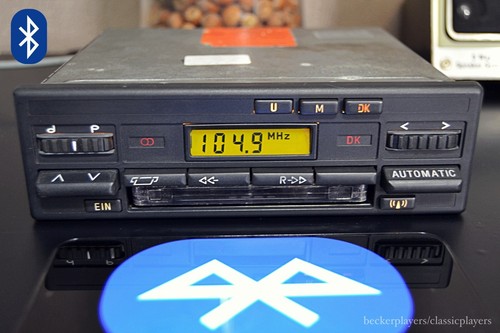 U M DK
d P
104.9 MHz
DK
< >
AUTOMATIC
<<- R->>
EIN
beckerplayers/classicplayers